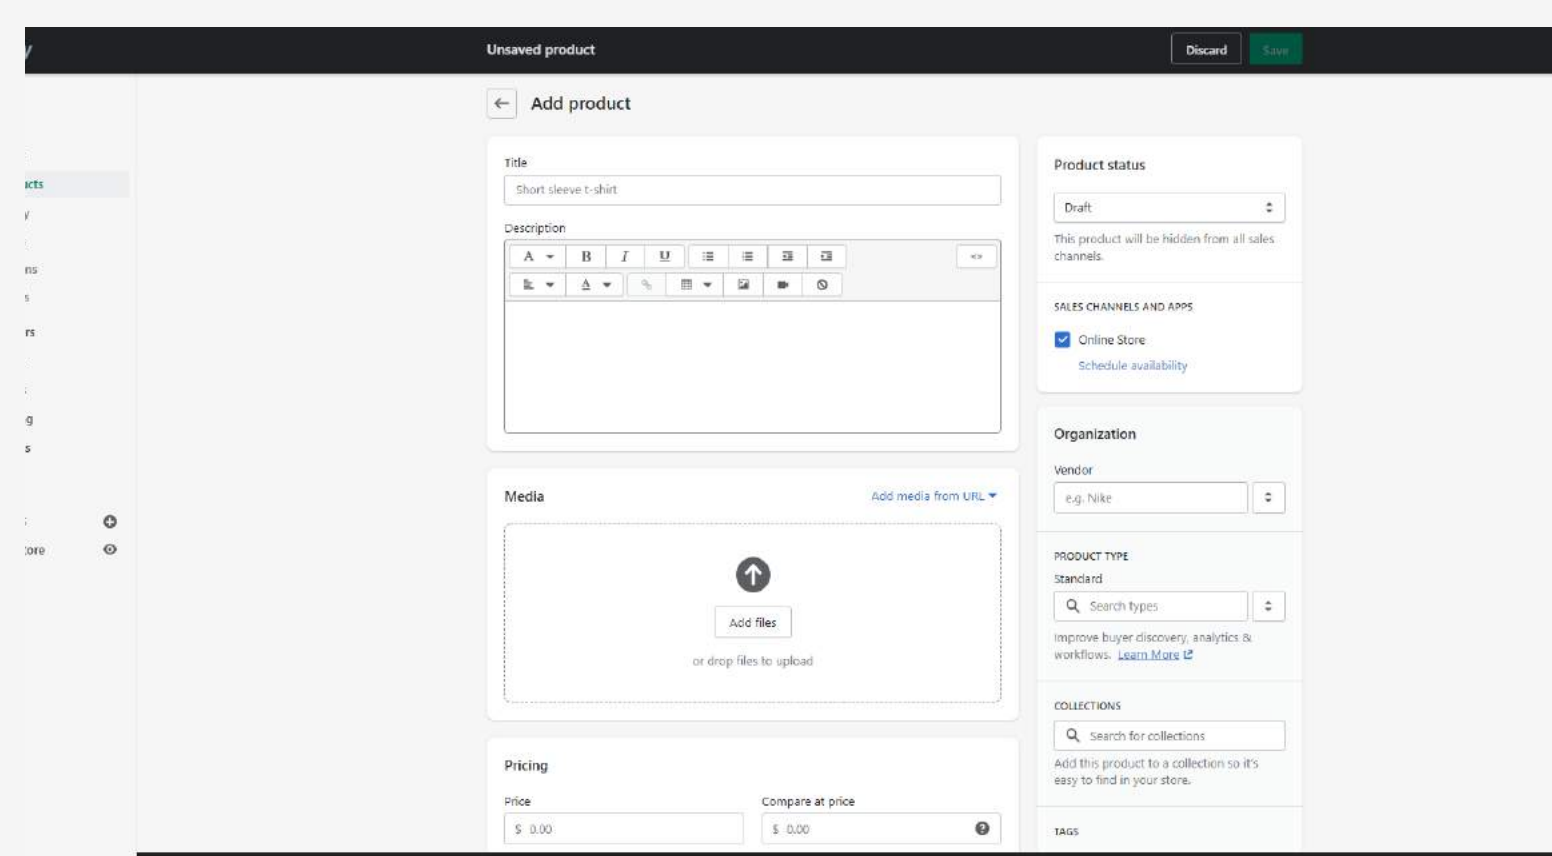 Unsaved product
Discard
Save
Add product
Title
Short sleeve t-shirt
Description
A
B I U
A
Media
Add media from URL
Add files
or drop files to upload
Pricing
Price
Compare at price
$ 0.00
$ 0.00
Product status
Draft
This product will be hidden from all sales
channels.
SALES CHANNELS AND APPS
Online Store
Schedule availability
Organization
Vendor
e.g. Nike
PRODUCT TYPE
Standard
Search types
Improve buyer discovery, analytics &
workflows. Learn More
COLLECTIONS
Search for collections
Add this product to a collection so it's
easy to find in your store.
TAGS